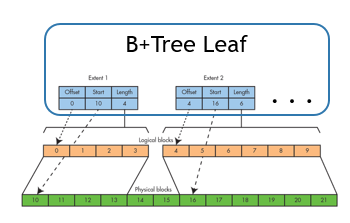 B+Tree Leaf
Extent 1 Extent 2
Offset Start Length Offset Start Length
0 10 4 4 16 6
• • •
Logical blocks
0 1 2 3 4 5 6 7 8 9
Physical blocks
10 11 12 13 14 15 16 17 18 19 20 21